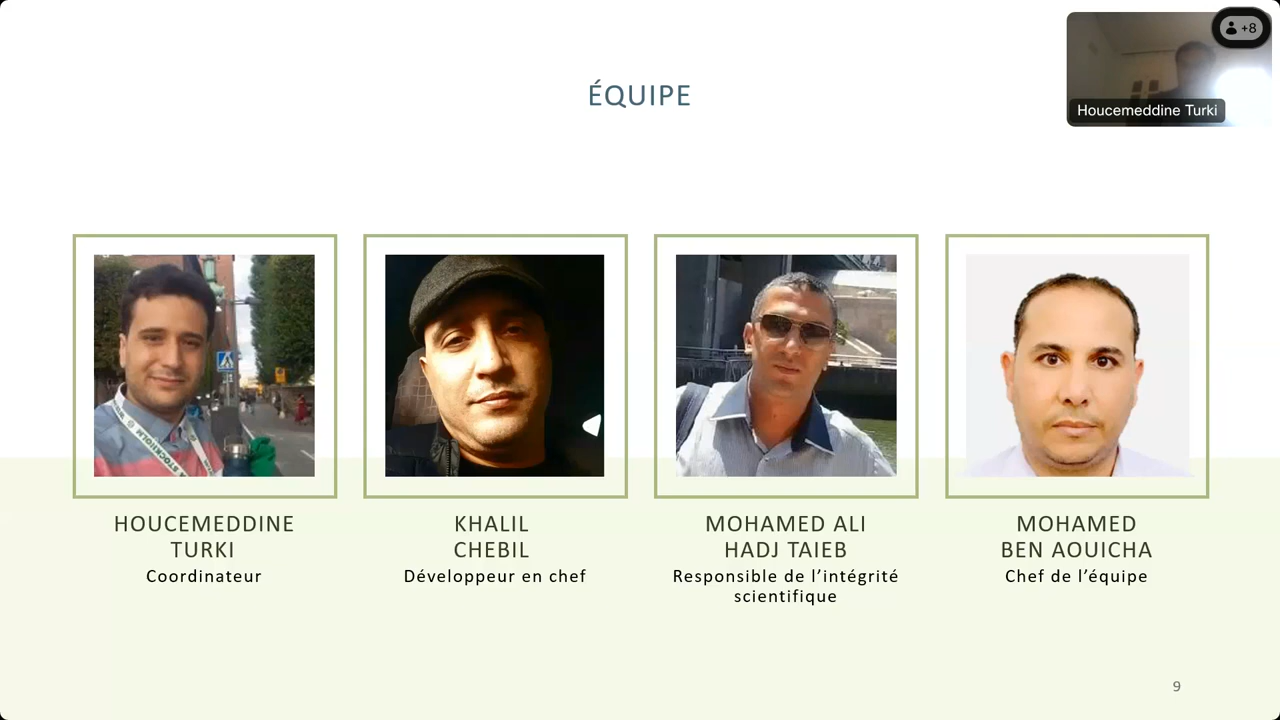 ÉQUIPE
+8
Houcemeddine Turki
HOUCEMEDDINE
TURKI
Coordinateur
KHALIL
CHEBIL
Développeur en chef
MOHAMED ALI
HADJ TAIEB
Responsible de l’intégrité
scientifique
MOHAMED
BEN AOUICHA
Chef de l’équipe
9